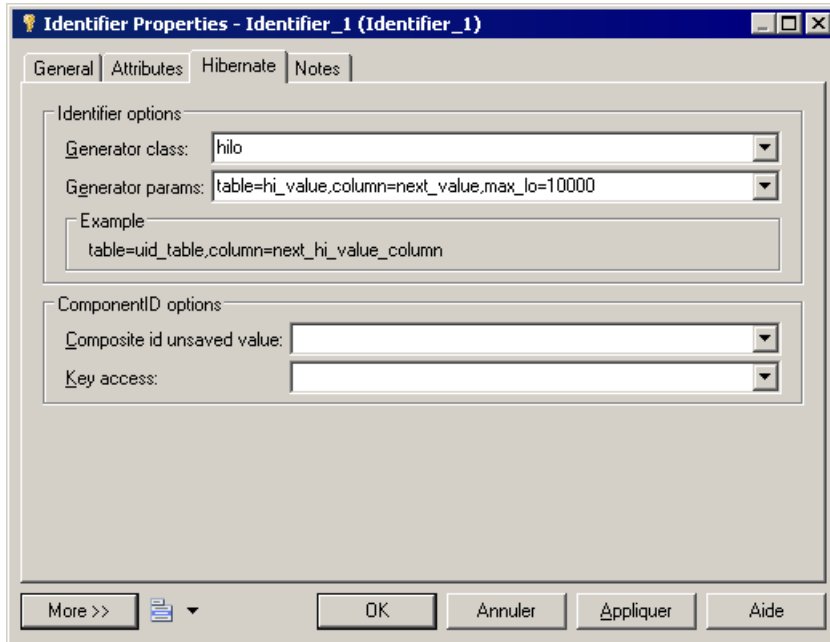 Identifier Properties - Identifier_1 (Identifier_1)
General Attributes Hibernate Notes
Identifier options
Generator class: hilo
Generator params: table=hi_value,column=next_value,max_lo=10000
Example
table=uid_table,column=next_hi_value_column
ComponentID options
Composite id unsaved value:
Key access:
More >> OK Annuler Appliquer Aide